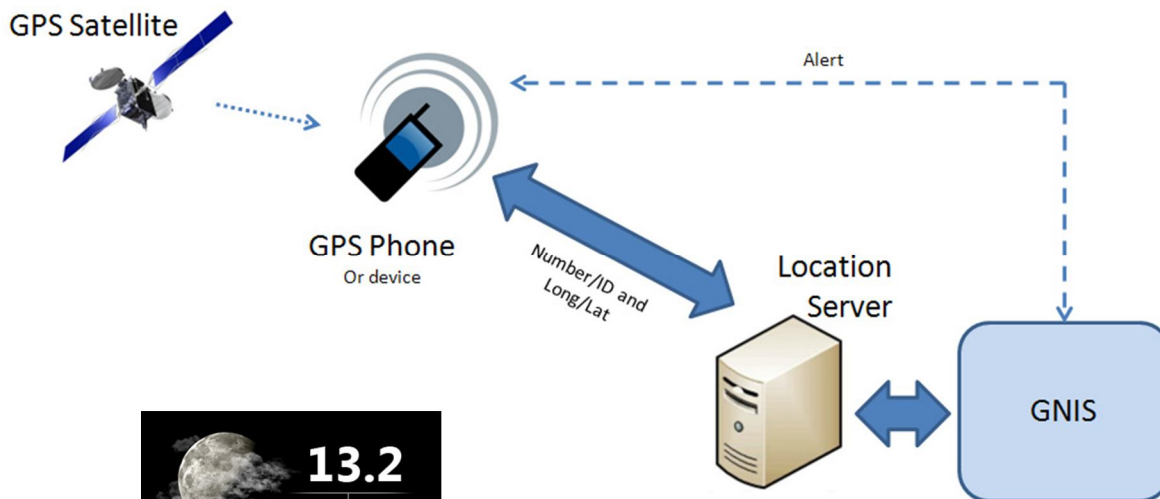 GPS Satellite
Alert
GPS Phone
Or device
Number/ID and
Long/Lat
Location
Server
GNIS
13.2